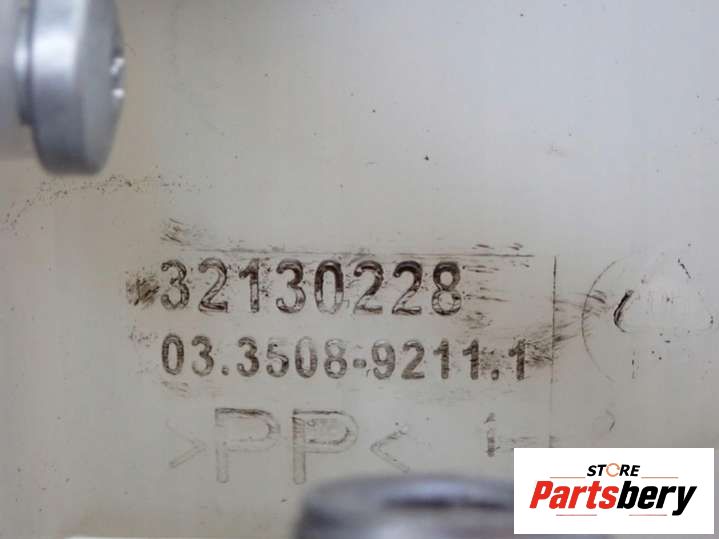 32130228
03.3508-9211.1
>PP<
STORE
Partsbery